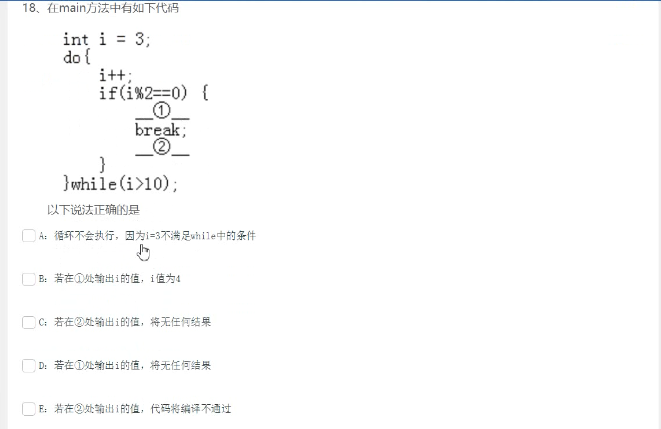 18、在main方法中有如下代码
int i = 3;
do{
i++;
if(i%2==0) {
__①__
break;
__②__
}
}while(i>10);
以下说法正确的是
A: 循环不会执行，因为i=3不满足while中的条件
B: 若在①处输出i的值，i值为4
C: 若在②处输出i的值，将无任何结果
D: 若在①处输出i的值，将无任何结果
E: 若在②处输出i的值，代码将编译不通过